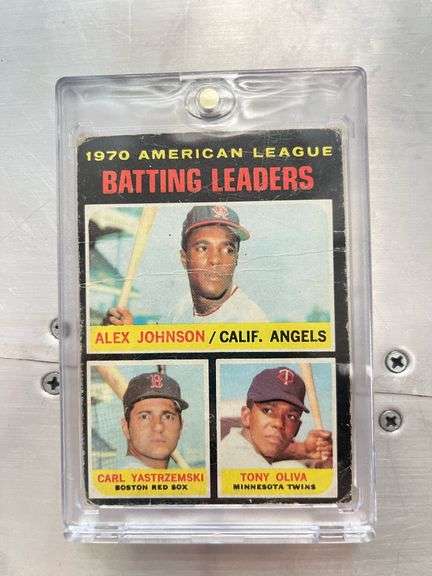 1970 AMERICAN LEAGUE
BATTING LEADERS
ALEX JOHNSON / CALIF. ANGELS
CARL YASTRZEMSKI
BOSTON RED SOX
TONY OLIVA
MINNESOTA TWINS